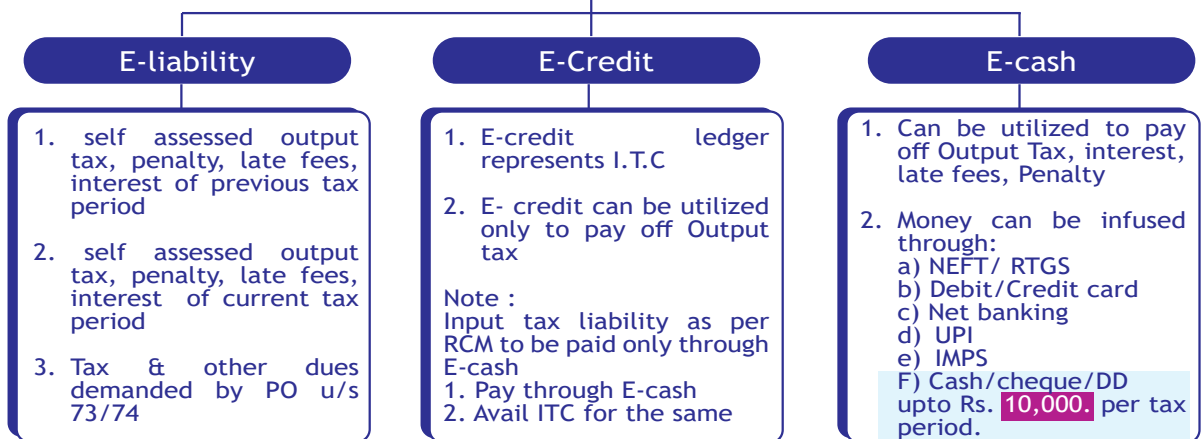 E-liability
1. self assessed output
tax, penalty, late fees,
interest of previous tax
period
2. self assessed output
tax, penalty, late fees,
interest of current tax
period
3. Tax & other dues
demanded by PO u/s
73/74
E-Credit
1. E-credit ledger
represents I.T.C
2. E- credit can be utilized
only to pay off Output
tax
Note :
Input tax liability as per
RCM to be paid only through
E-cash
1. Pay through E-cash
2. Avail ITC for the same
E-cash
1. Can be utilized to pay
off Output Tax, interest,
late fees, Penalty
2. Money can be infused
through:
a) NEFT/ RTGS
b) Debit/Credit card
c) Net banking
d) UPI
e) IMPS
F) Cash/cheque/DD
upto Rs. 10,000. per tax
period.